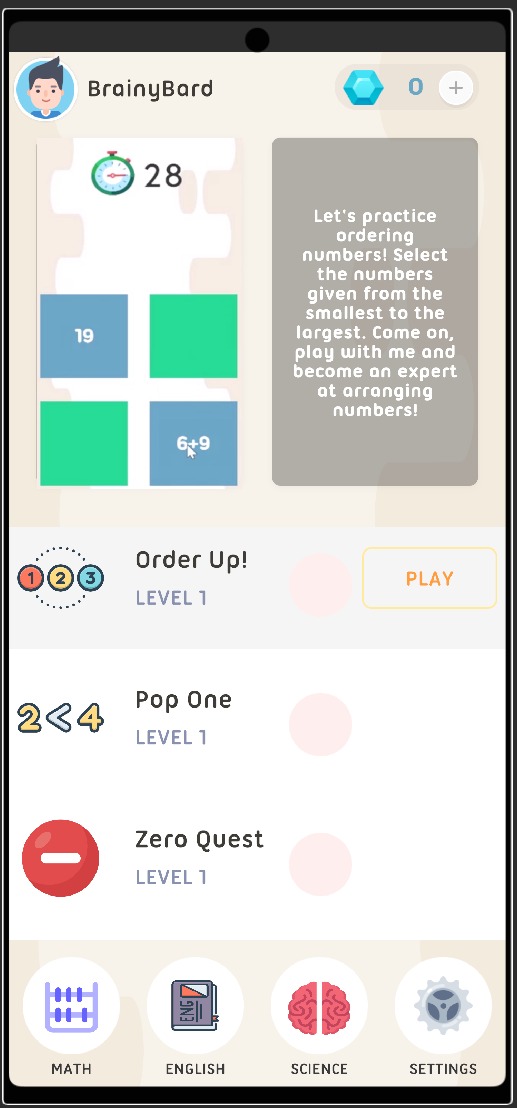 BrainyBard
0
28
19
6+9
Let's practice
ordering
numbers! Select
the numbers
given from the
smallest to the
largest. Come on,
play with me and
become an expert
at arranging
numbers!
1 2 3
Order Up!
LEVEL 1
PLAY
2<4
Pop One
LEVEL 1
Zero Quest
LEVEL 1
ENG
MATH
ENGLISH
SCIENCE
SETTINGS